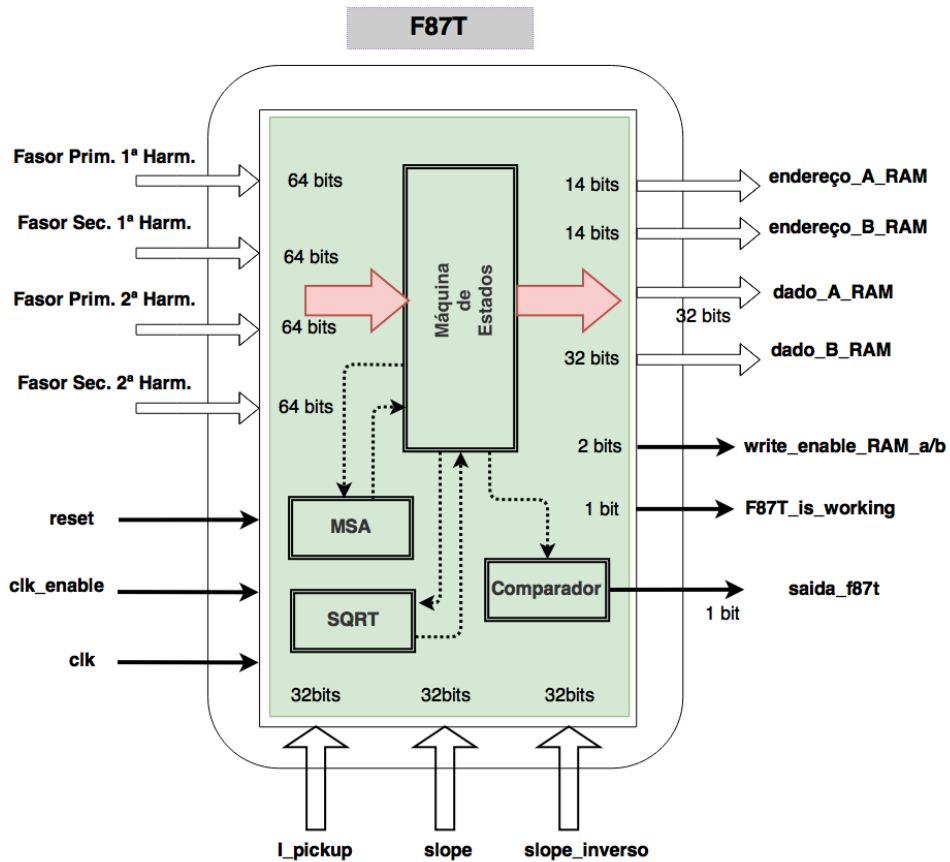 F87T
Fasor Prim. 1ª Harm.
64 bits
14 bits
endereço_A_RAM
Fasor Sec. 1ª Harm.
64 bits
14 bits
endereço_B_RAM
Máquina
de
Estados
Fasor Prim. 2ª Harm.
64 bits
dado_A_RAM
32 bits
Fasor Sec. 2ª Harm.
64 bits
32 bits
dado_B_RAM
2 bits
write_enable_RAM_a/b
reset
MSA
1 bit
F87T_is_working
clk_enable
SQRT
Comparador
saida_f87t
1 bit
clk
32bits
32bits
32bits
I_pickup
slope
slope_inverso